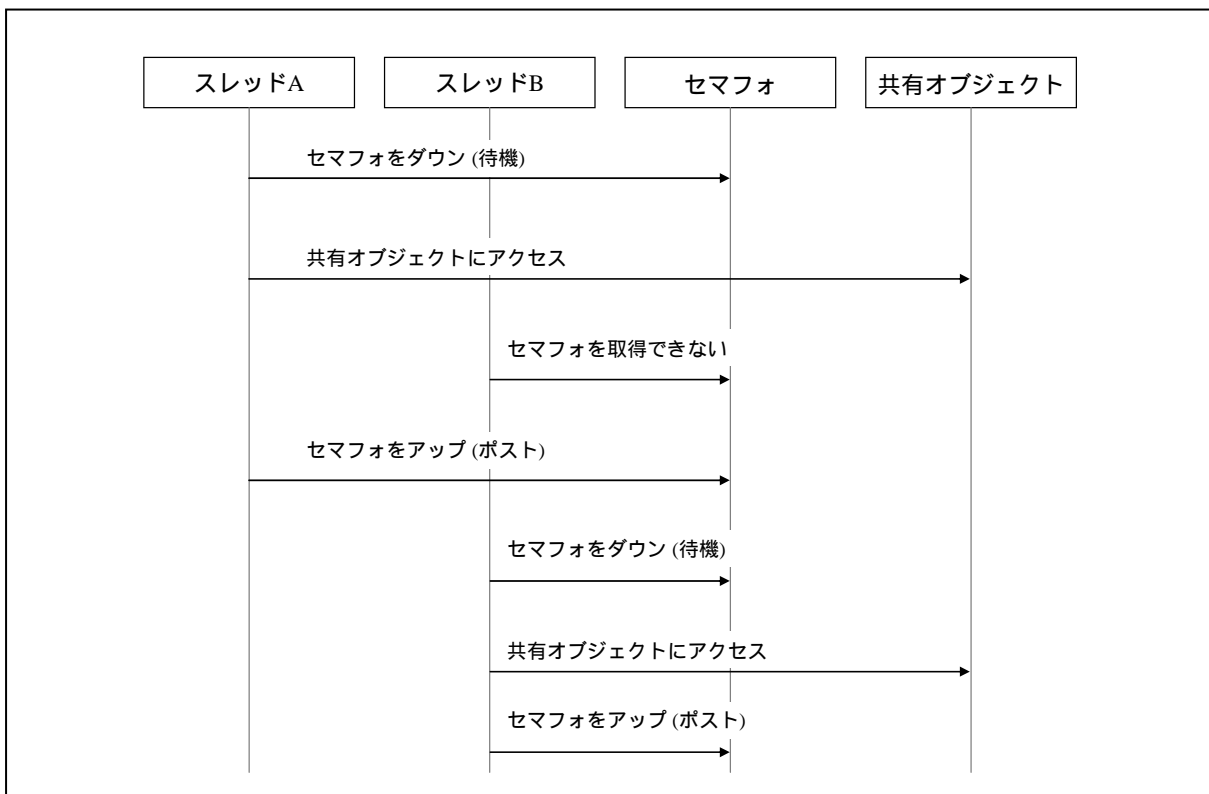 スレッドA
スレッドB
セマフォ
共有オブジェクト
セマフォをダウン (待機)
共有オブジェクトにアクセス
セマフォを取得できない
セマフォをアップ (ポスト)
セマフォをダウン (待機)
共有オブジェクトにアクセス
セマフォをアップ (ポスト)